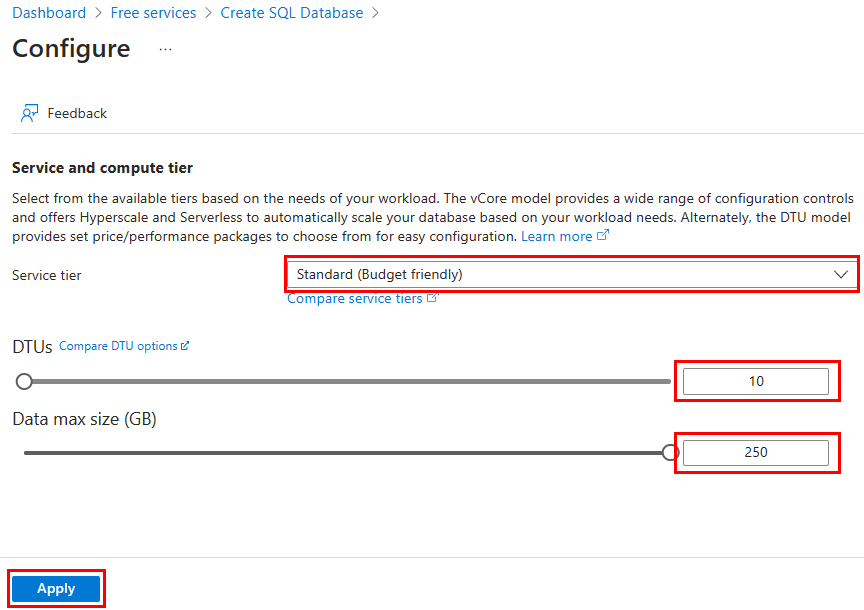 Dashboard > Free services > Create SQL Database >
Configure ...
Feedback
Service and compute tier
Select from the available tiers based on the needs of your workload. The vCore model provides a wide range of configuration controls
and offers Hyperscale and Serverless to automatically scale your database based on your workload needs. Alternately, the DTU model
provides set price/performance packages to choose from for easy configuration. Learn more
Service tier
Standard (Budget friendly)
Compare service tiers
DTUs Compare DTU options
10
Data max size (GB)
250
Apply